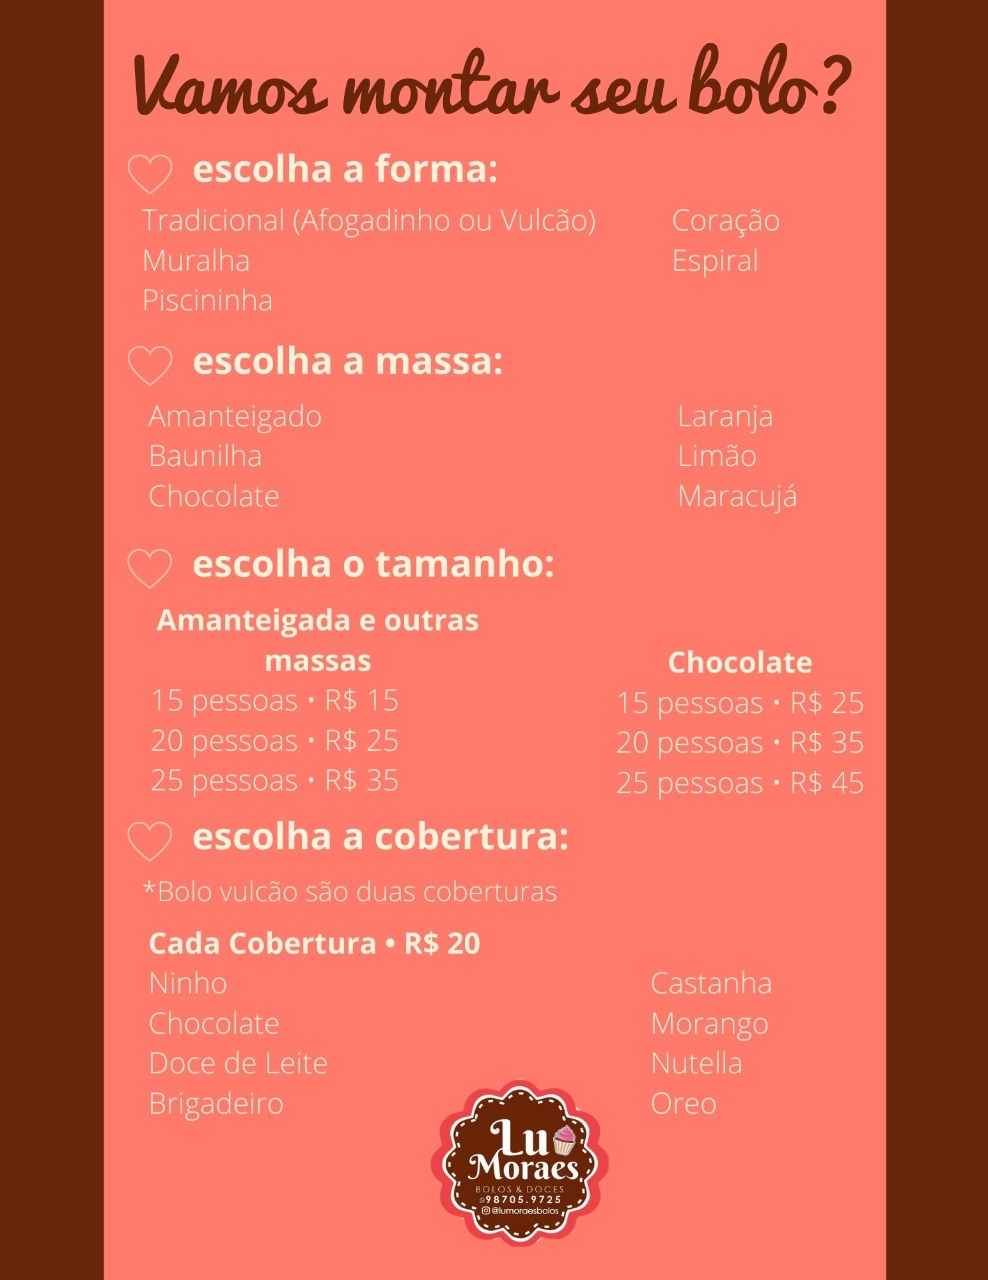 Vamos montar seu bolo?
escolha a forma:
Tradicional (Afogadinho ou Vulcão)
Muralha
Piscininha
Coração
Espiral
escolha a massa:
Amanteigado
Baunilha
Chocolate
Laranja
Limão
Maracujá
escolha o tamanho:
Amanteigada e outras
massas
15 pessoas • R$ 15
20 pessoas • R$ 25
25 pessoas • R$ 35
Chocolate
15 pessoas • R$ 25
20 pessoas • R$ 35
25 pessoas • R$ 45
escolha a cobertura:
*Bolo vulcão são duas coberturas
Cada Cobertura • R$ 20
Ninho
Chocolate
Doce de Leite
Brigadeiro
Castanha
Morango
Nutella
Oreo
Lu
Moraes
BOLOS & DOCES
98705.9725
@lumoraesbolos